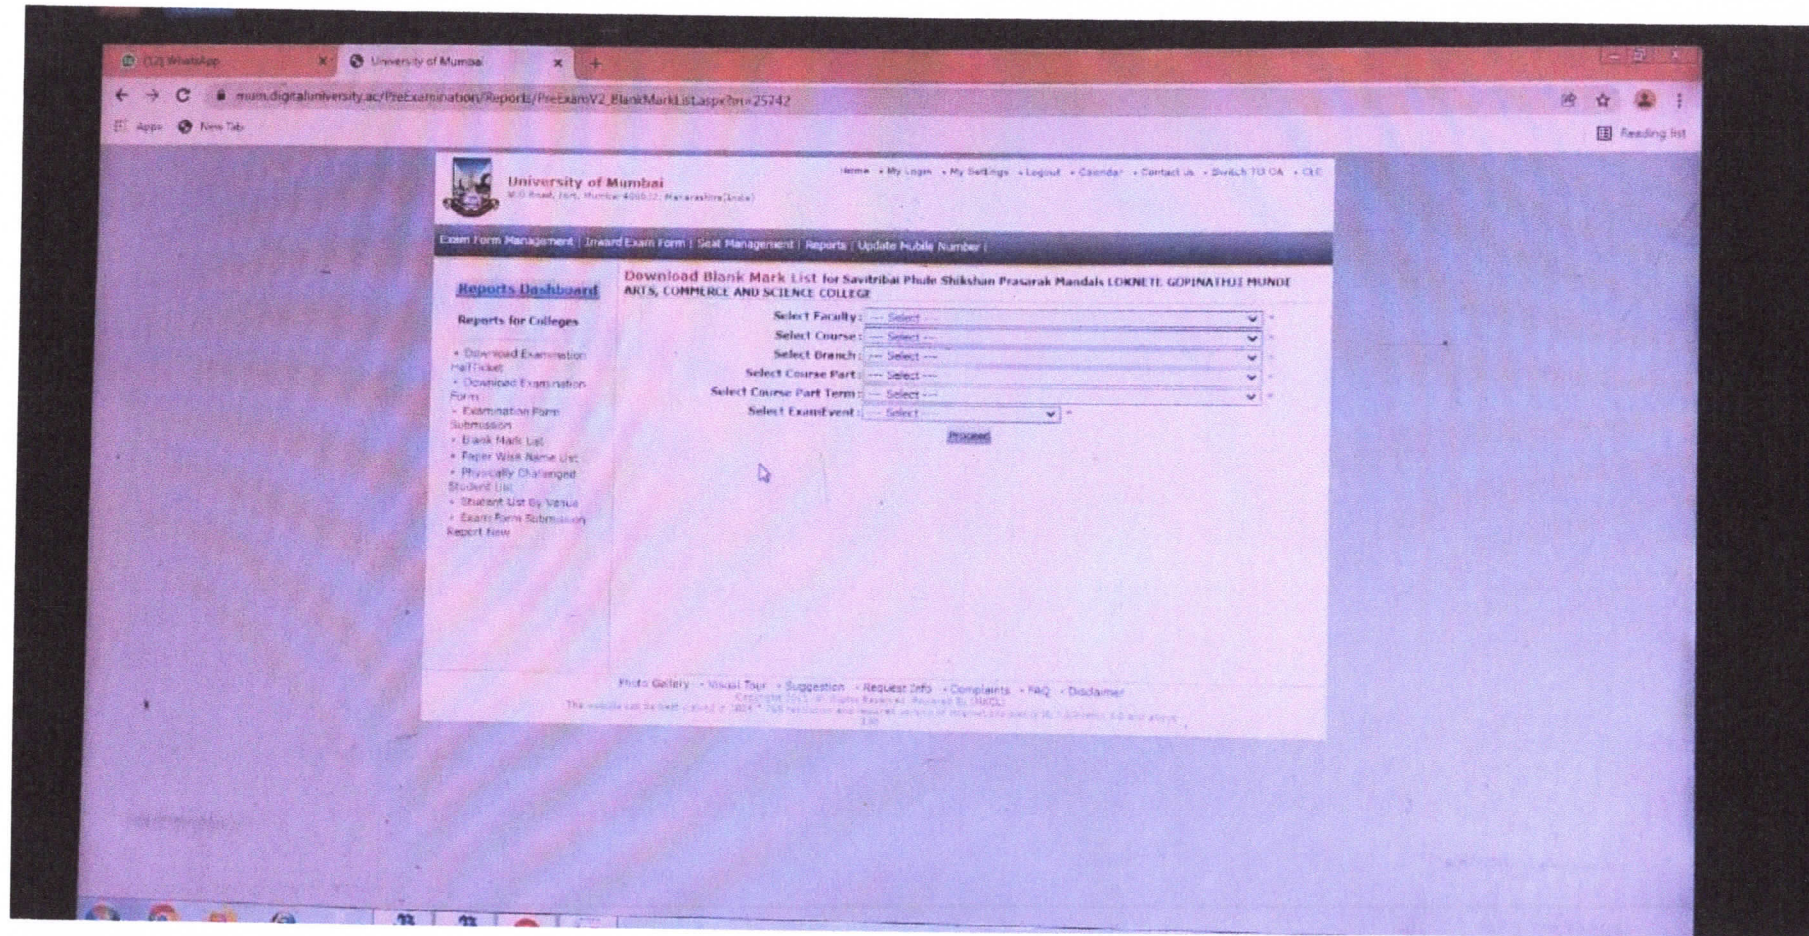 (12) WhatsApp
University of Mumbai
mum.digitaluniversity.ac/PreExamination/Reports/PreExamV2_BlankMarkList.aspx?m=25742
Apps New Tab
Reading list
University of Mumbai
Home • My Login • My Settings • Logout • Calendar • Contact Us • Switch TO OA
Exam Form Management | Inward Exam Form | Seat Management | Reports | Update Mobile Number |
Reports Dashboard
Reports for Colleges
• Download Examination
HallTicket
• Download Examination
Form
• Examination Form
Submission
• Blank Mark List
• Paper Wise Name List
• Physically Challenged
Student List
• Student List By Venue
• Exam Form Submission
Report New
Download Blank Mark List for Savitribai Phule Shikshan Prasarak Mandals LOKNETE GOPINATHJI MUNDE
ARTS, COMMERCE AND SCIENCE COLLEGE
Select Faculty : --- Select --- *
Select Course : --- Select --- *
Select Branch : --- Select --- *
Select Course Part : --- Select --- *
Select Course Part Term : --- Select --- *
Select ExamEvent : --- Select --- *
Proceed
Photo Gallery • Visual Tour • Suggestion • Request Info • Complaints • FAQ • Disclaimer